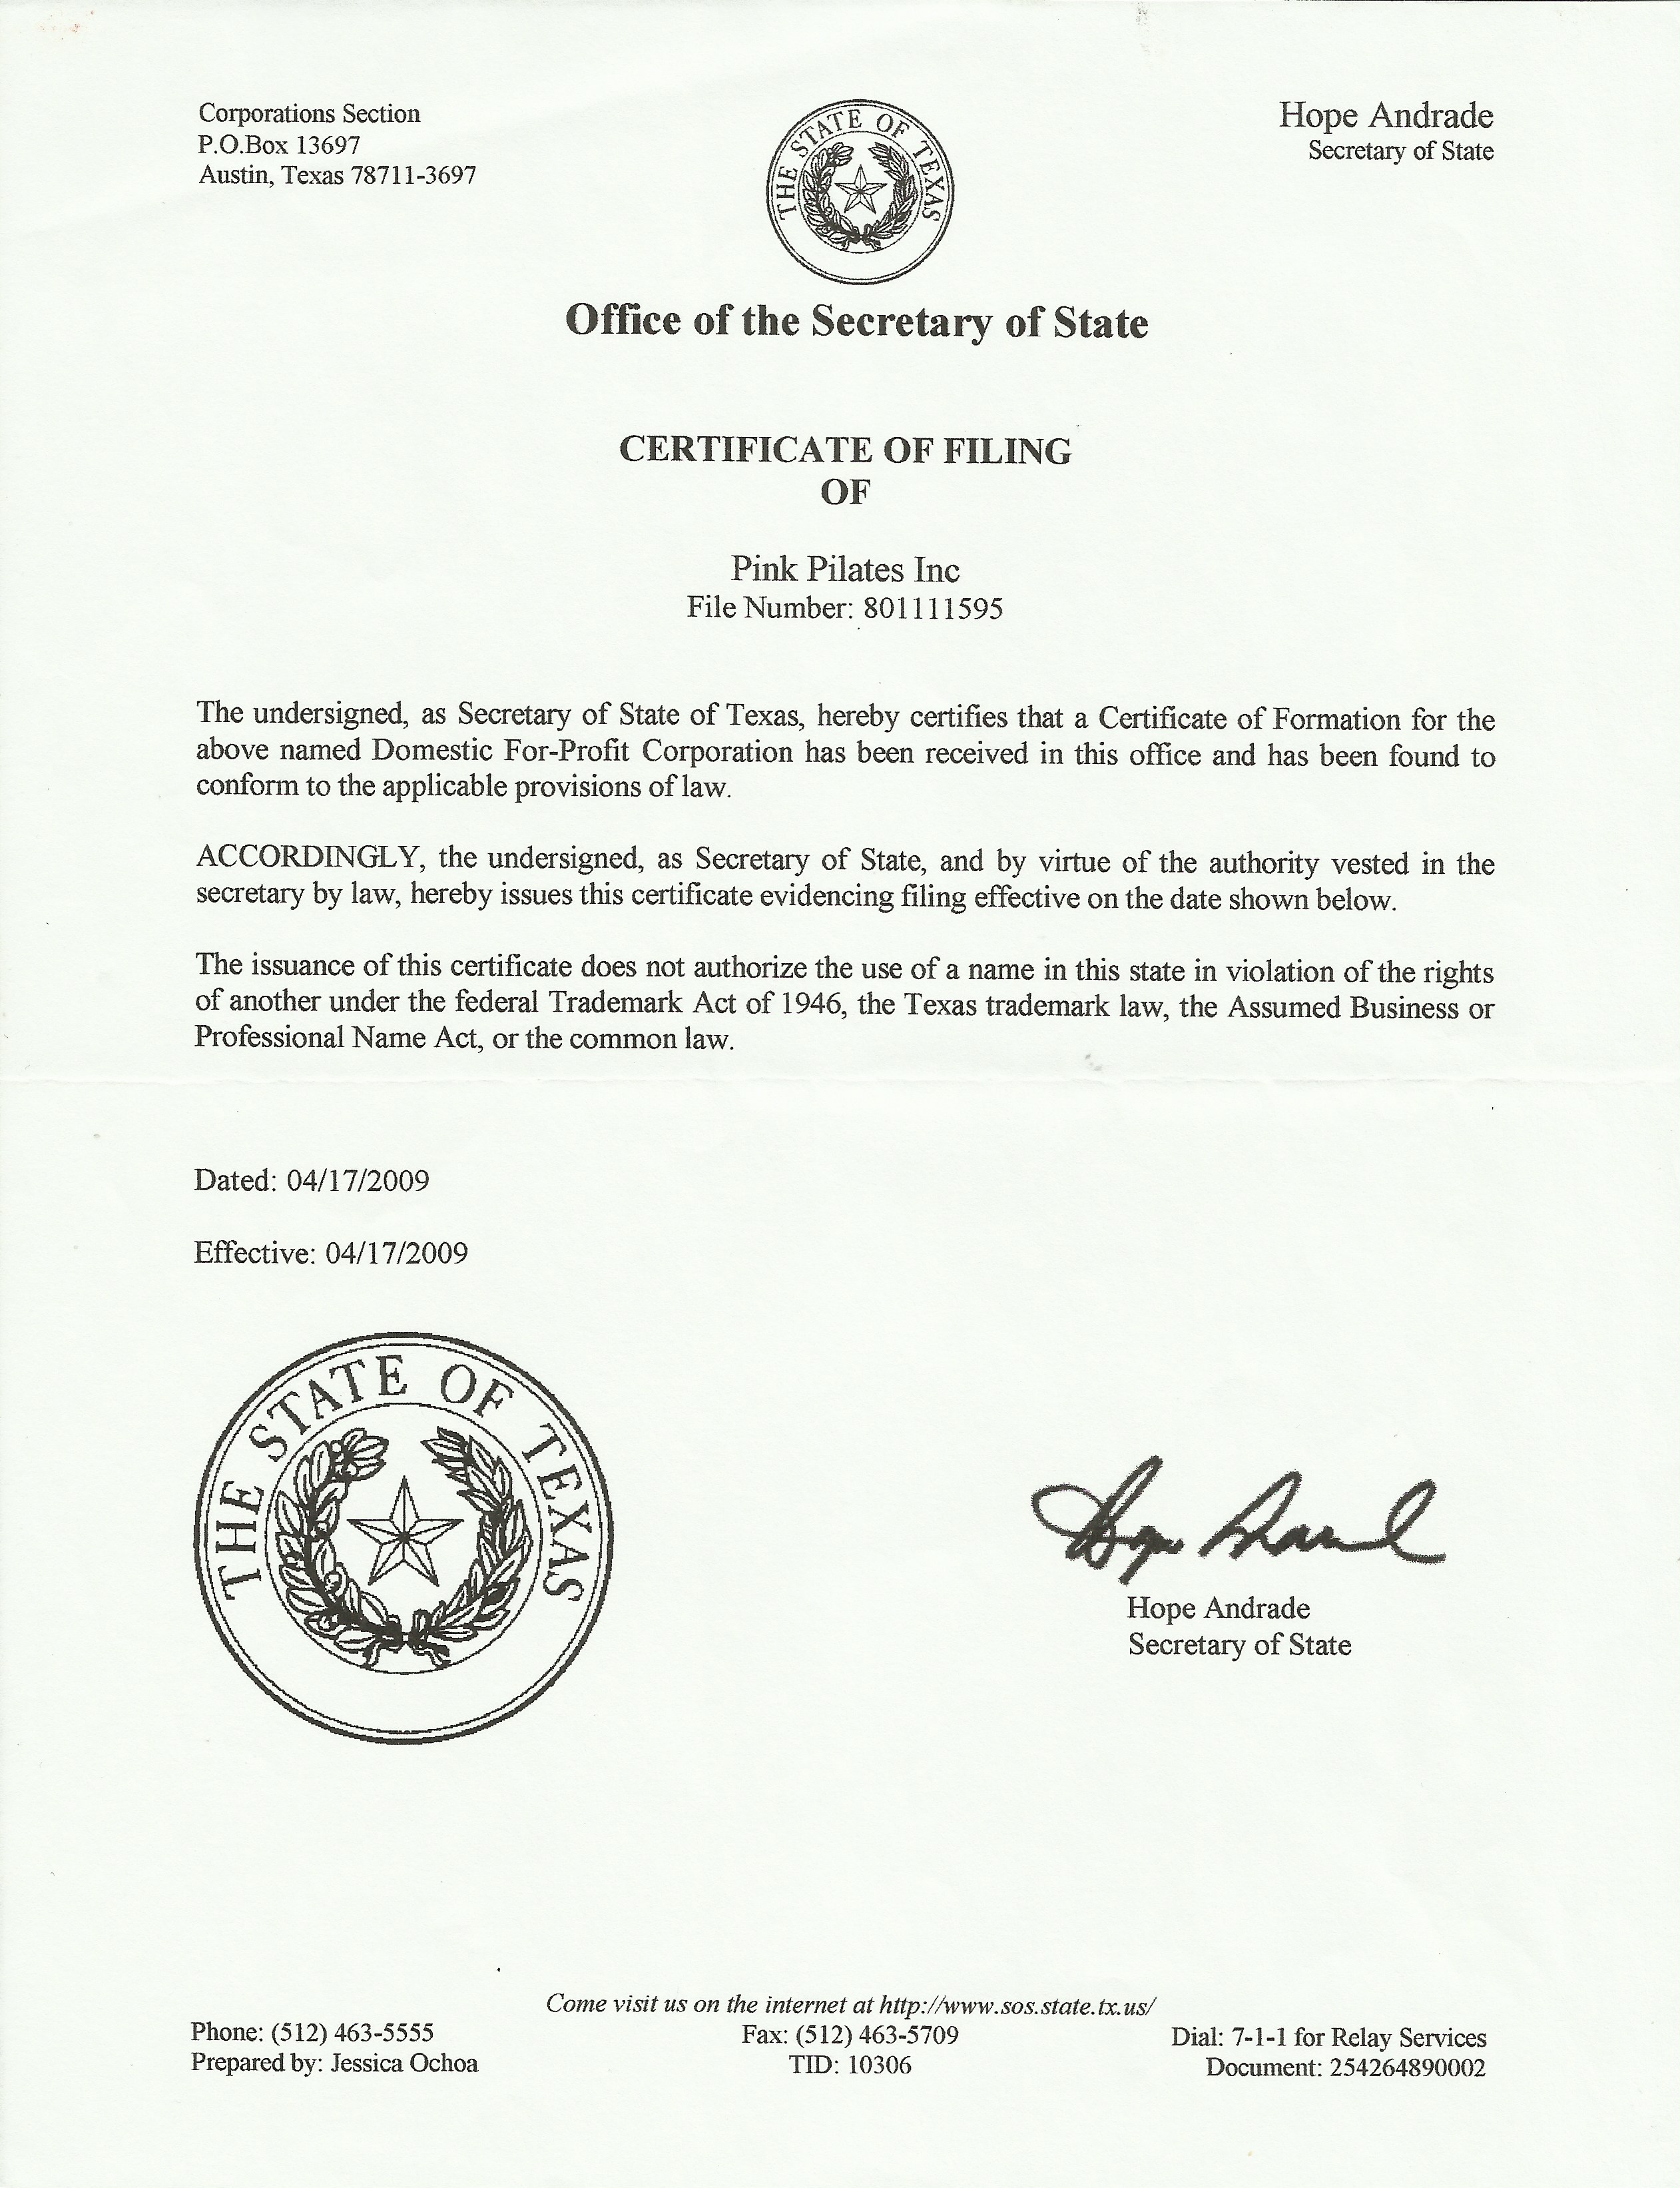 Corporations Section
P.O.Box 13697
Austin, Texas 78711-3697
THE STATE OF TEXAS
Hope Andrade
Secretary of State
Office of the Secretary of State
CERTIFICATE OF FILING
OF
Pink Pilates Inc
File Number: 801111595
The undersigned, as Secretary of State of Texas, hereby certifies that a Certificate of Formation for the
above named Domestic For-Profit Corporation has been received in this office and has been found to
conform to the applicable provisions of law.
ACCORDINGLY, the undersigned, as Secretary of State, and by virtue of the authority vested in the
secretary by law, hereby issues this certificate evidencing filing effective on the date shown below.
The issuance of this certificate does not authorize the use of a name in this state in violation of the rights
of another under the federal Trademark Act of 1946, the Texas trademark law, the Assumed Business or
Professional Name Act, or the common law.
Dated: 04/17/2009
Effective: 04/17/2009
THE STATE OF TEXAS
Hope Andrade
Hope Andrade
Secretary of State
Come visit us on the internet at http://www.sos.state.tx.us/
Phone: (512) 463-5555
Fax: (512) 463-5709
Dial: 7-1-1 for Relay Services
Prepared by: Jessica Ochoa
TID: 10306
Document: 254264890002